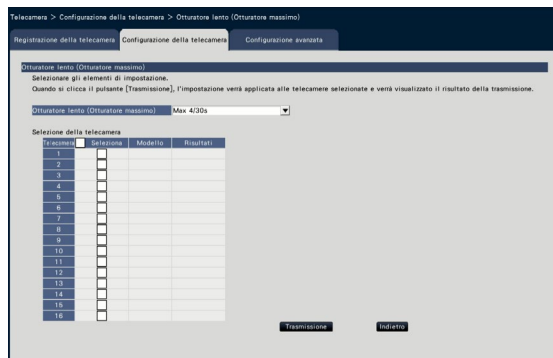 Telecamera > Configurazione della telecamera > Otturatore lento (Otturatore massimo)
Registrazione della telecamera Configurazione della telecamera Configurazione avanzata
Otturatore lento (Otturatore massimo)
Selezionare gli elementi di impostazione.
Quando si clicca il pulsante [Trasmissione], l'impostazione verrà applicata alle telecamere selezionate e verrà visualizzato il risultato della trasmissione.
Otturatore lento (Otturatore massimo) Max 4/30s
Selezione della telecamera
Telecamera Seleziona Modello Risultati
1
2
3
4
5
6
7
8
9
10
11
12
13
14
15
16
Trasmissione Indietro